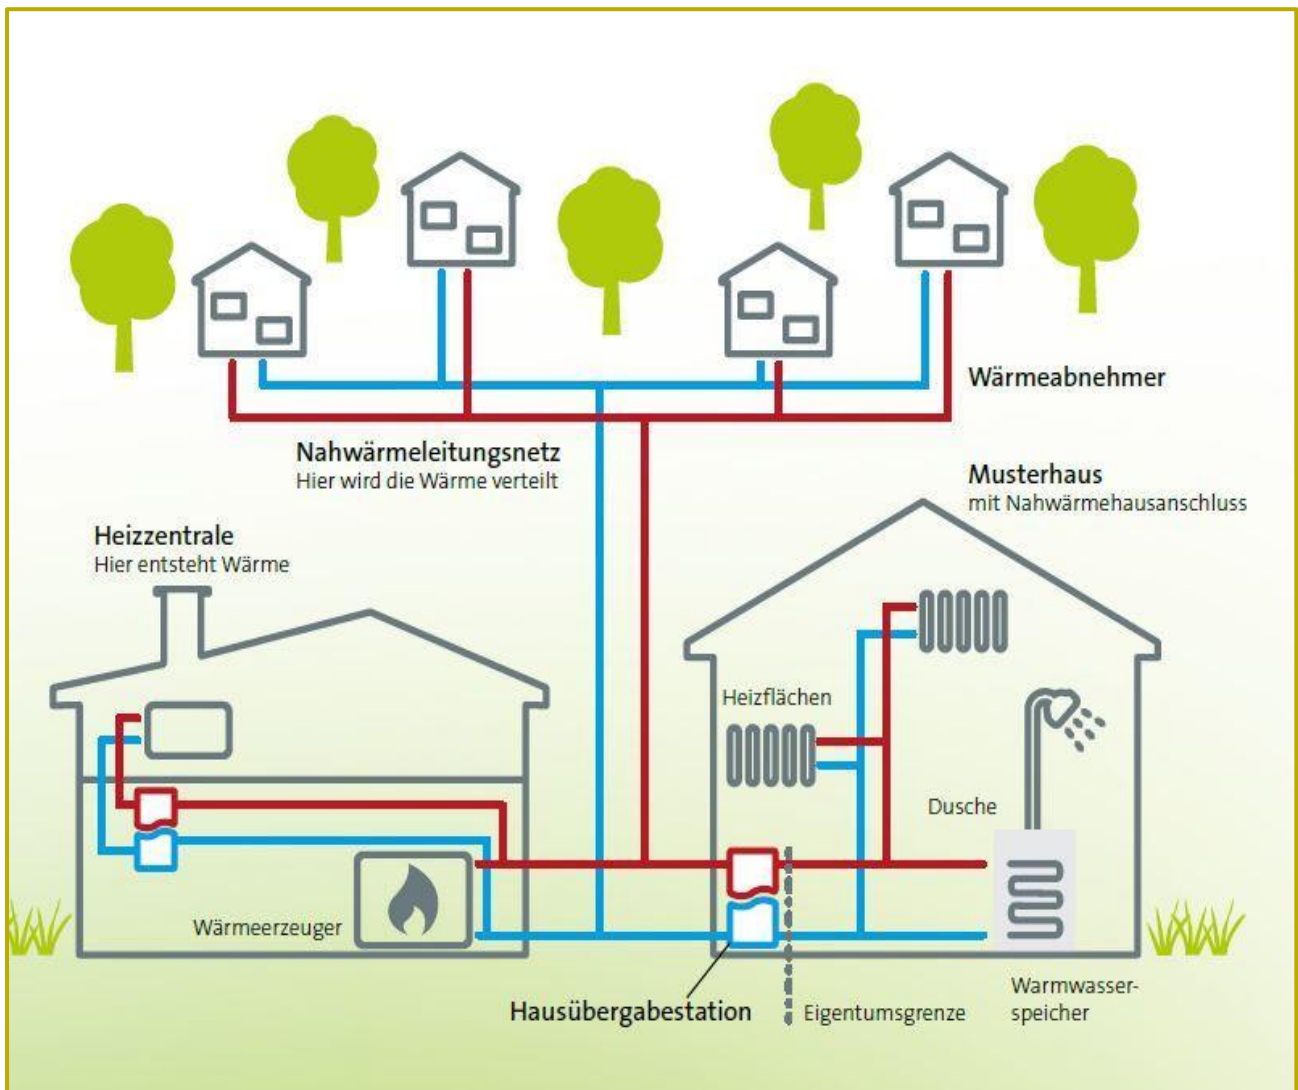 Wärmeabnehmer
Nahwärmeleitungsnetz
Hier wird die Wärme verteilt
Musterhaus
mit Nahwärmehausanschluss
Heizzentrale
Hier entsteht Wärme
Heizflächen
Dusche
Wärmeerzeuger
Hausübergabestation
Eigentumsgrenze
Warmwasser-
speicher